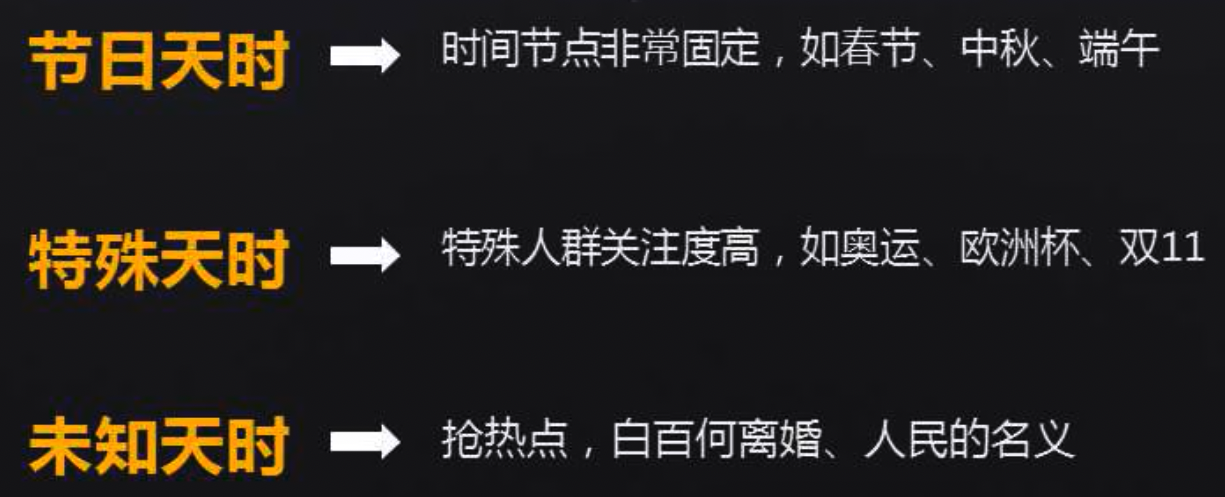 节日天时 时间节点非常固定，如春节、中秋、端午
特殊天时 特殊人群关注度高，如奥运、欧洲杯、双11
未知天时 抢热点，白百何离婚、人民的名义